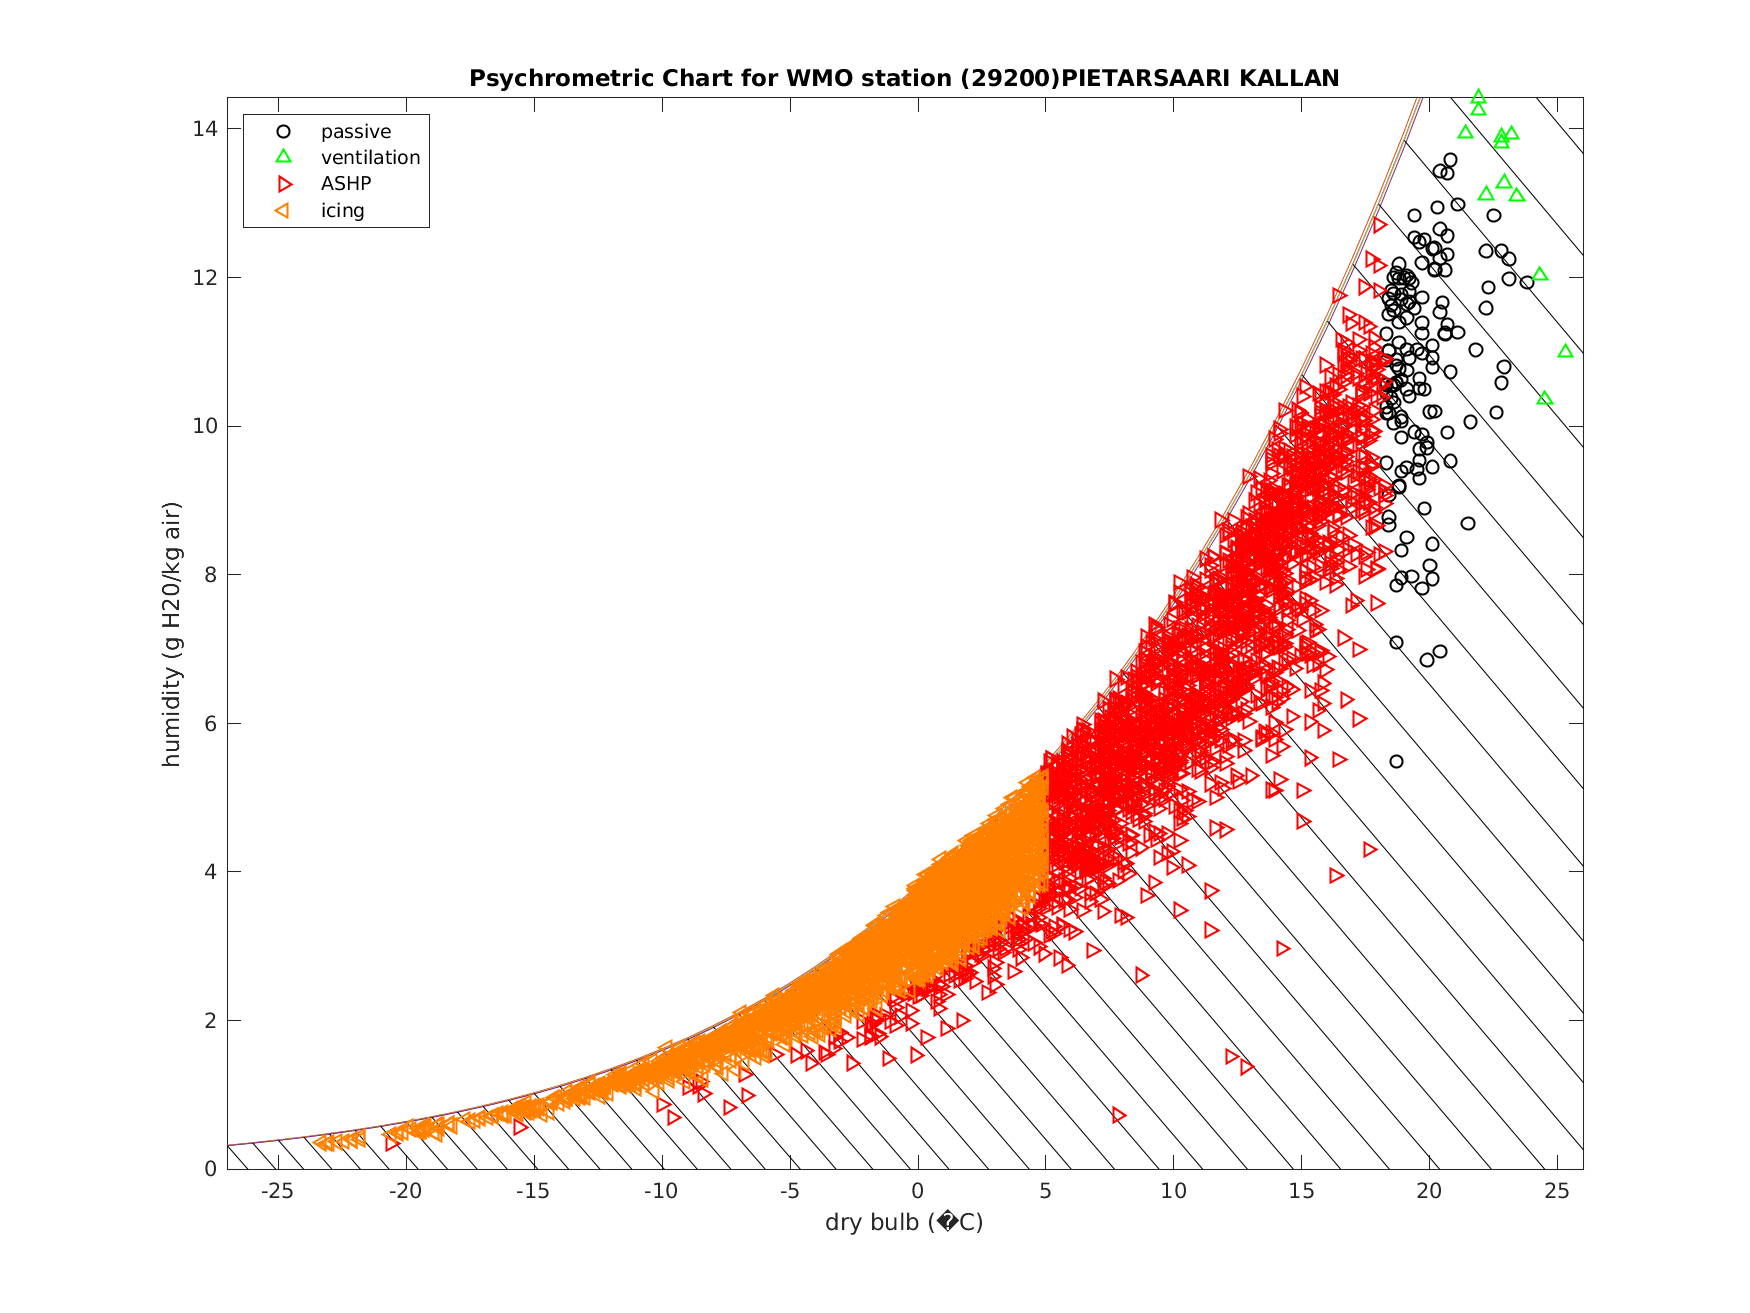 Psychrometric Chart for WMO station (29200)PIETARSAARI KALLAN
passive
ventilation
ASHP
icing
14
12
10
8
6
4
2
0
humidity (g H20/kg air)
-25 -20 -15 -10 -5 0 5 10 15 20 25
dry bulb (�C)